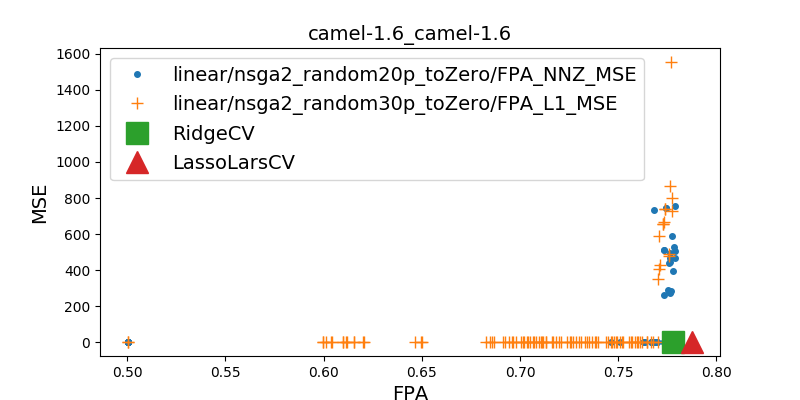 camel-1.6_camel-1.6
1600
1400
1200
1000
800
600
400
200
0
MSE
linear/nsga2_random20p_toZero/FPA_NNZ_MSE
linear/nsga2_random30p_toZero/FPA_L1_MSE
RidgeCV
LassoLarsCV
0.50 0.55 0.60 0.65 0.70 0.75 0.80
FPA